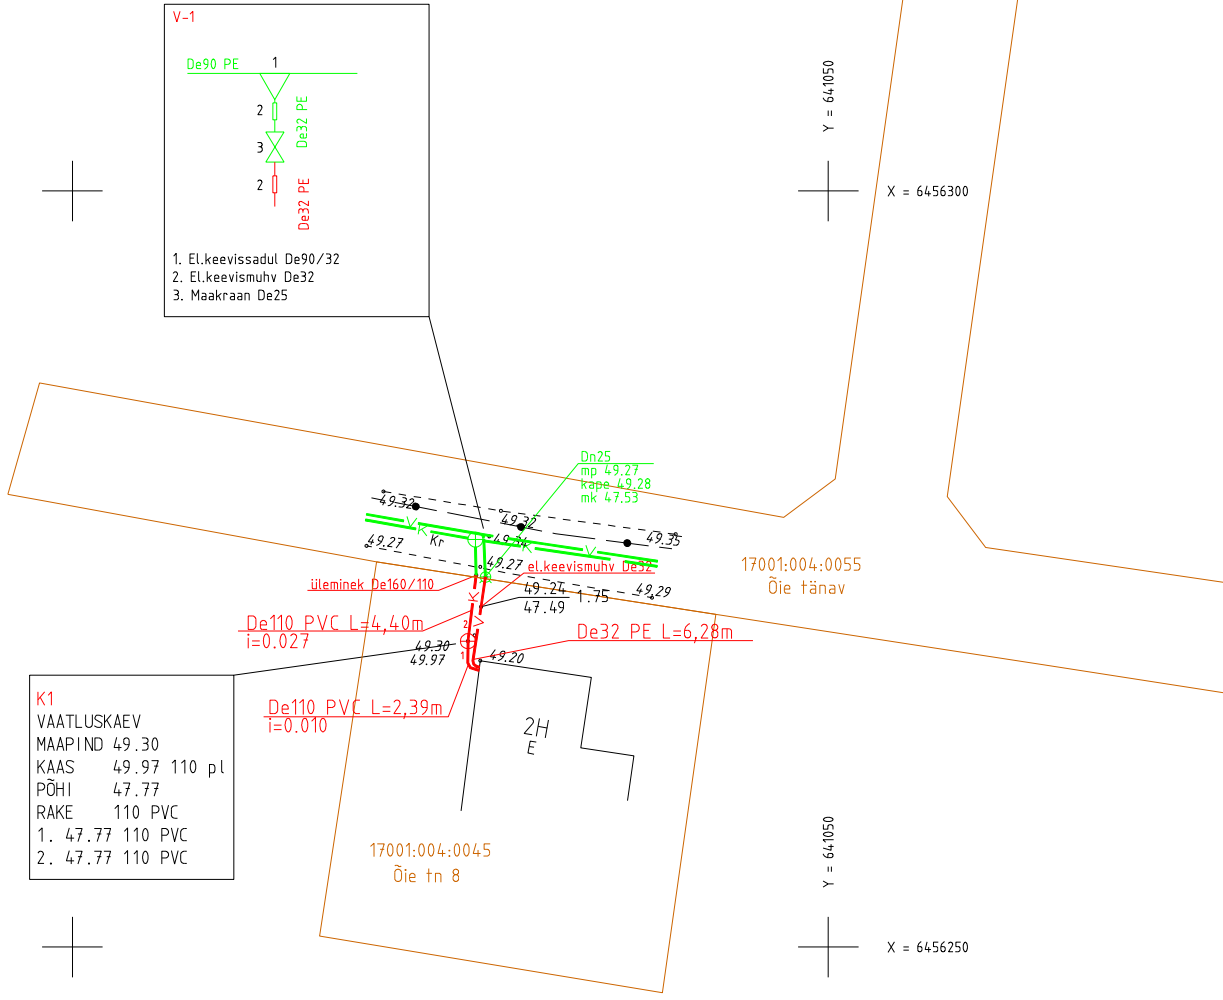 V-1
De90 PE
1
2
De32 PE
3
2
De32 PE
1. El.keevissadul De90/32
2. El.keevismuhv De32
3. Maakraan De25
Y = 641050
X = 6456300
Dn25
mp 49.27
kape 49.28
mk 47.53
49.32
49.32
49.35
V
K
Kr
49.34
K
V
49.27
49.27
el.keevismuhv De32
17001:004:0055
Õie tänav
üleminek De160/110
49.24
1.75
47.49
49.29
K
V
De110 PVC L=4,40m
i=0.027
De32 PE L=6,28m
2
49.30
49.97
1
49.20
K1
VAATLUSKAEV
MAAPIND 49.30
KAAS 49.97 110 pl
PÕHI 47.77
RAKE 110 PVC
1. 47.77 110 PVC
2. 47.77 110 PVC
De110 PVC L=2,39m
i=0.010
2H
E
17001:004:0045
Õie tn 8
Y = 641050
X = 6456250